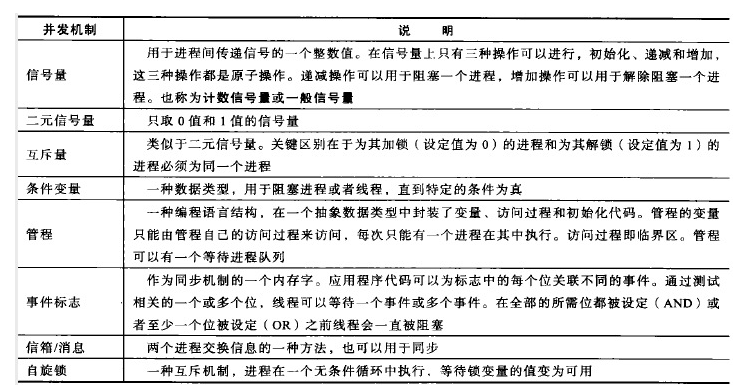 并发机制 说 明
用于进程间传递信号的一个整数值。在信号量上只有三种操作可以进行，初始化、递减和增加，
信号量 这三种操作都是原子操作。递减操作可以用于阻塞一个进程，增加操作可以用于解除阻塞一个进
程。也称为计数信号量或一般信号量
二元信号量 只取 0 值和 1 值的信号量
类似于二元信号量。关键区别在于为其加锁（设定值为 0）的进程和为其解锁（设定值为 1）的
互斥量
进程必须为同一个进程
条件变量 一种数据类型，用于阻塞进程或者线程，直到特定的条件为真
一种编程语言结构，在一个抽象数据类型中封装了变量、访问过程和初始化代码。管程的变量
管程 只能由管程自己的访问过程来访问，每次只能有一个进程在其中执行。访问过程即临界区。管程
可以有一个等待进程队列
作为同步机制的一个内存字。应用程序代码可以为标志中的每个位关联不同的事件。通过测试
事件标志 相关的一个或多个位，线程可以等待一个事件或多个事件。在全部的所需位都被设定（AND）或
者至少一个位被设定（OR）之前线程会一直被阻塞
信箱/消息 两个进程交换信息的一种方法，也可以用于同步
自旋锁 一种互斥机制，进程在一个无条件循环中执行，等待锁变量的值变为可用